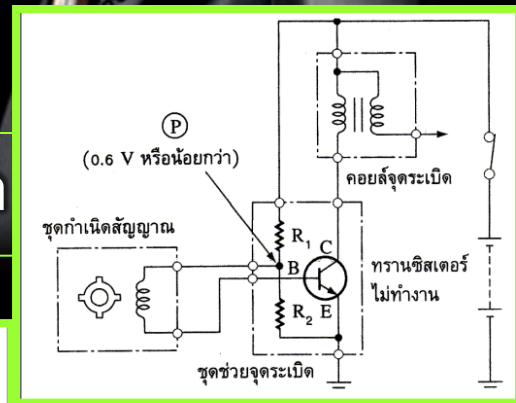 P
(0.6 V หรือน้อยกว่า)
คอยล์จุดระเบิด
ชุดกำเนิดสัญญาณ
R1
C
B
ทรานซิสเตอร์
ไม่ทำงาน
R2
E
ชุดช่วยจุดระเบิด